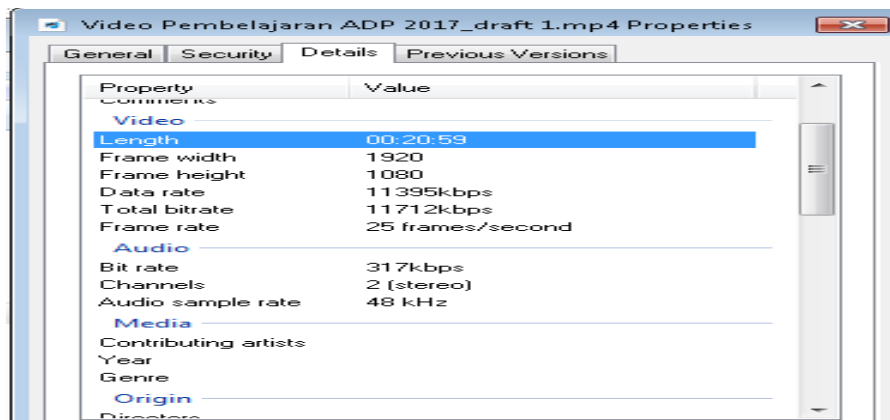 Video Pembelajaran ADP 2017_draft 1.mp4 Properties
General Security Details Previous Versions
Property Value
Comments
Video
Length 00:20:59
Frame width 1920
Frame height 1080
Data rate 11395kbps
Total bitrate 11712kbps
Frame rate 25 frames/second
Audio
Bit rate 317kbps
Channels 2 (stereo)
Audio sample rate 48 kHz
Media
Contributing artists
Year
Genre
Origin
Directors